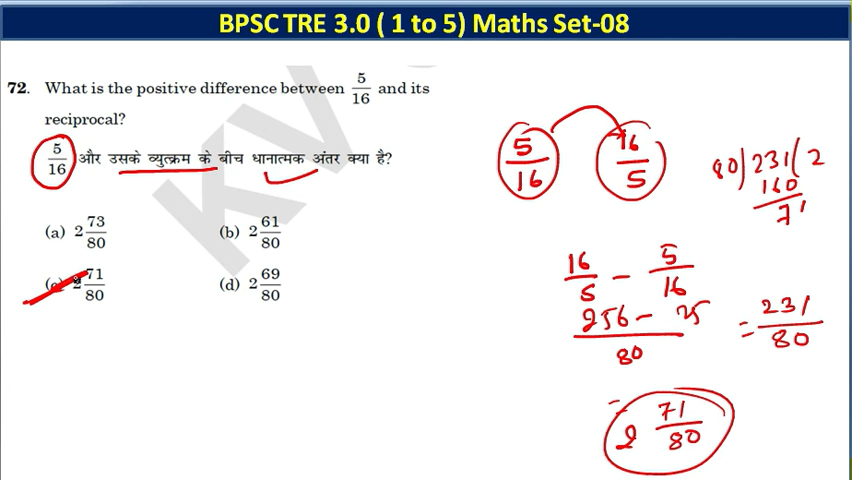 BPSC TRE 3.0 ( 1 to 5) Maths Set-08
72. What is the positive difference between 5/16 and its
reciprocal?
5/16 और उसके व्युत्क्रम के बीच धानात्मक अंतर क्या है?
(a) 2 73/80 (b) 2 61/80
(c) 2 71/80 (d) 2 69/80
KV
5/16 16/5
80)231(2
160
71
16/5 - 5/16
256 - 25/80 = 231/80
= 2 71/80